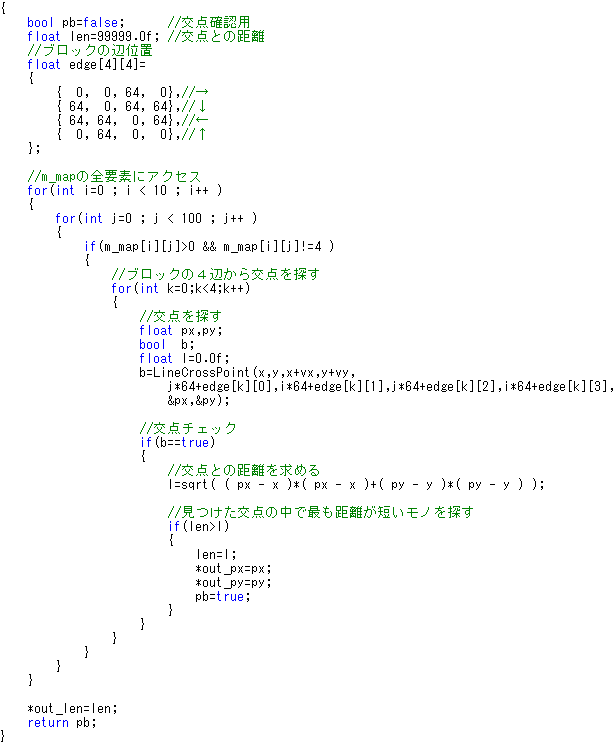 {
    bool pb=false;      //交点確認用
    float len=99999.0f; //交点との距離
    //ブロックの辺位置
    float edge[4][4]=
    {
        {  0,  0, 64,  0},//→
        { 64,  0, 64, 64},//↓
        { 64, 64,  0, 64},//←
        {  0, 64,  0,  0},//↑
    };

    //m_mapの全要素にアクセス
    for(int i=0 ; i < 10 ; i++ )
    {
        for(int j=0 ; j < 100 ; j++ )
        {
            if(m_map[i][j]>0 && m_map[i][j]!=4 )
            {
                //ブロックの４辺から交点を探す
                for(int k=0;k<4;k++)
                {
                    //交点を探す
                    float px,py;
                    bool  b;
                    float l=0.0f;
                    b=LineCrossPoint(x,y,x+vx,y+vy,
                        j*64+edge[k][0],i*64+edge[k][1],j*64+edge[k][2],i*64+edge[k][3],
                        &px,&py);

                    //交点チェック
                    if(b==true)
                    {
                        //交点との距離を求める
                        l=sqrt( ( px - x )*( px - x )+( py - y )*( py - y ) );

                        //見つけた交点の中で最も距離が短いモノを探す
                        if(len>l)
                        {
                            len=l;
                            *out_px=px;
                            *out_py=py;
                            pb=true;
                        }
                    }
                }
            }
        }
    }

    *out_len=len;
    return pb;
}